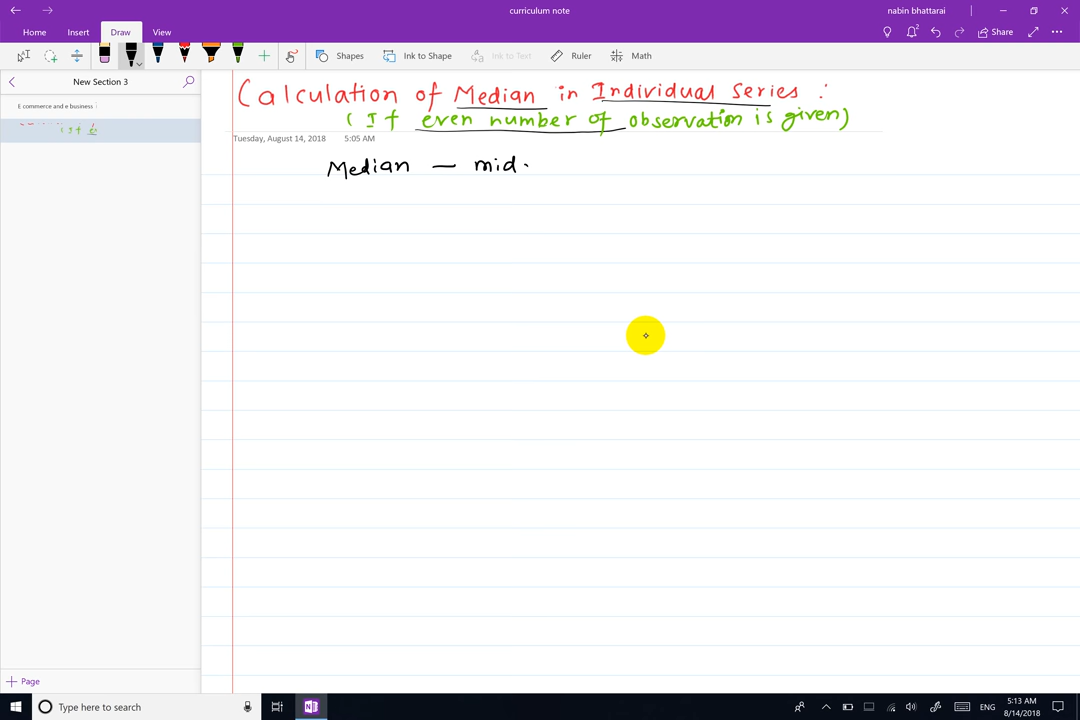 curriculum note
nabin bhattarai
Home Insert Draw View
Share
Shapes Ink to Shape Ink to Text Ruler Math
New Section 3
E commerce and e business
Calculation of Median in Individual Series :
(If even number of observation is given)
Tuesday, August 14, 2018 5:05 AM
Median — mid.
+ Page
Type here to search
ENG
5:13 AM
8/14/2018